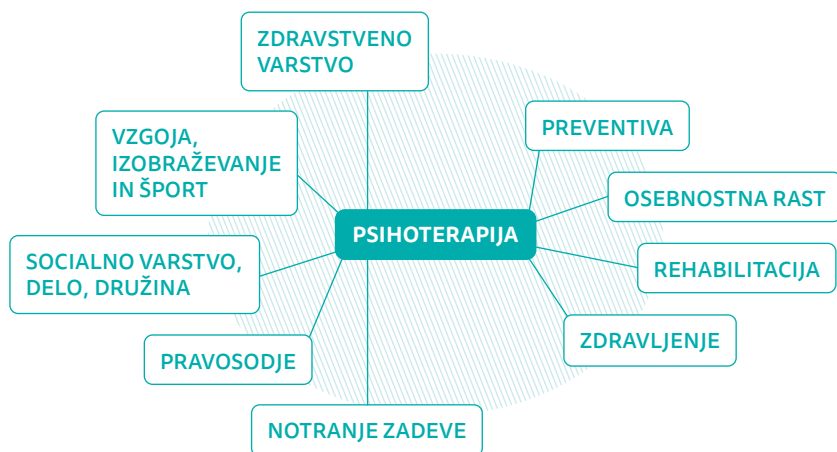 ZDRAVSTVENO
VARSTVO
VZGOJA,
IZOBRAŽEVANJE
IN ŠPORT
SOCIALNO VARSTVO,
DELO, DRUŽINA
PRAVOSODJE
NOTRANJE ZADEVE
PSIHOTERAPIJA
PREVENTIVA
OSEBNOSTNA RAST
REHABILITACIJA
ZDRAVLJENJE